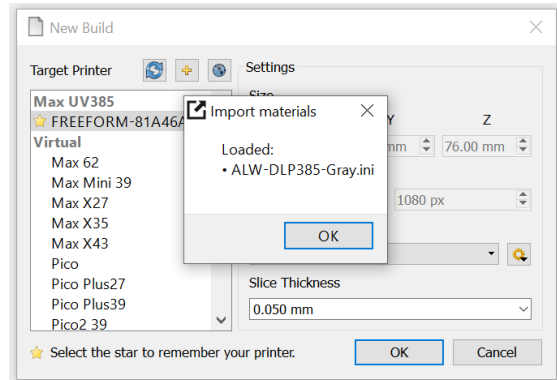 New Build
Target Printer
Settings
Max UV385
FREEFORM-81A46A
Virtual
Max 62
Max Mini 39
Max X27
Max X35
Max X43
Pico
Pico Plus27
Pico Plus39
Pico2 39
Size
Y
Z
mm
76.00 mm
1080 px
Slice Thickness
0.050 mm
Import materials
Loaded:
• ALW-DLP385-Gray.ini
OK
Select the star to remember your printer.
OK
Cancel